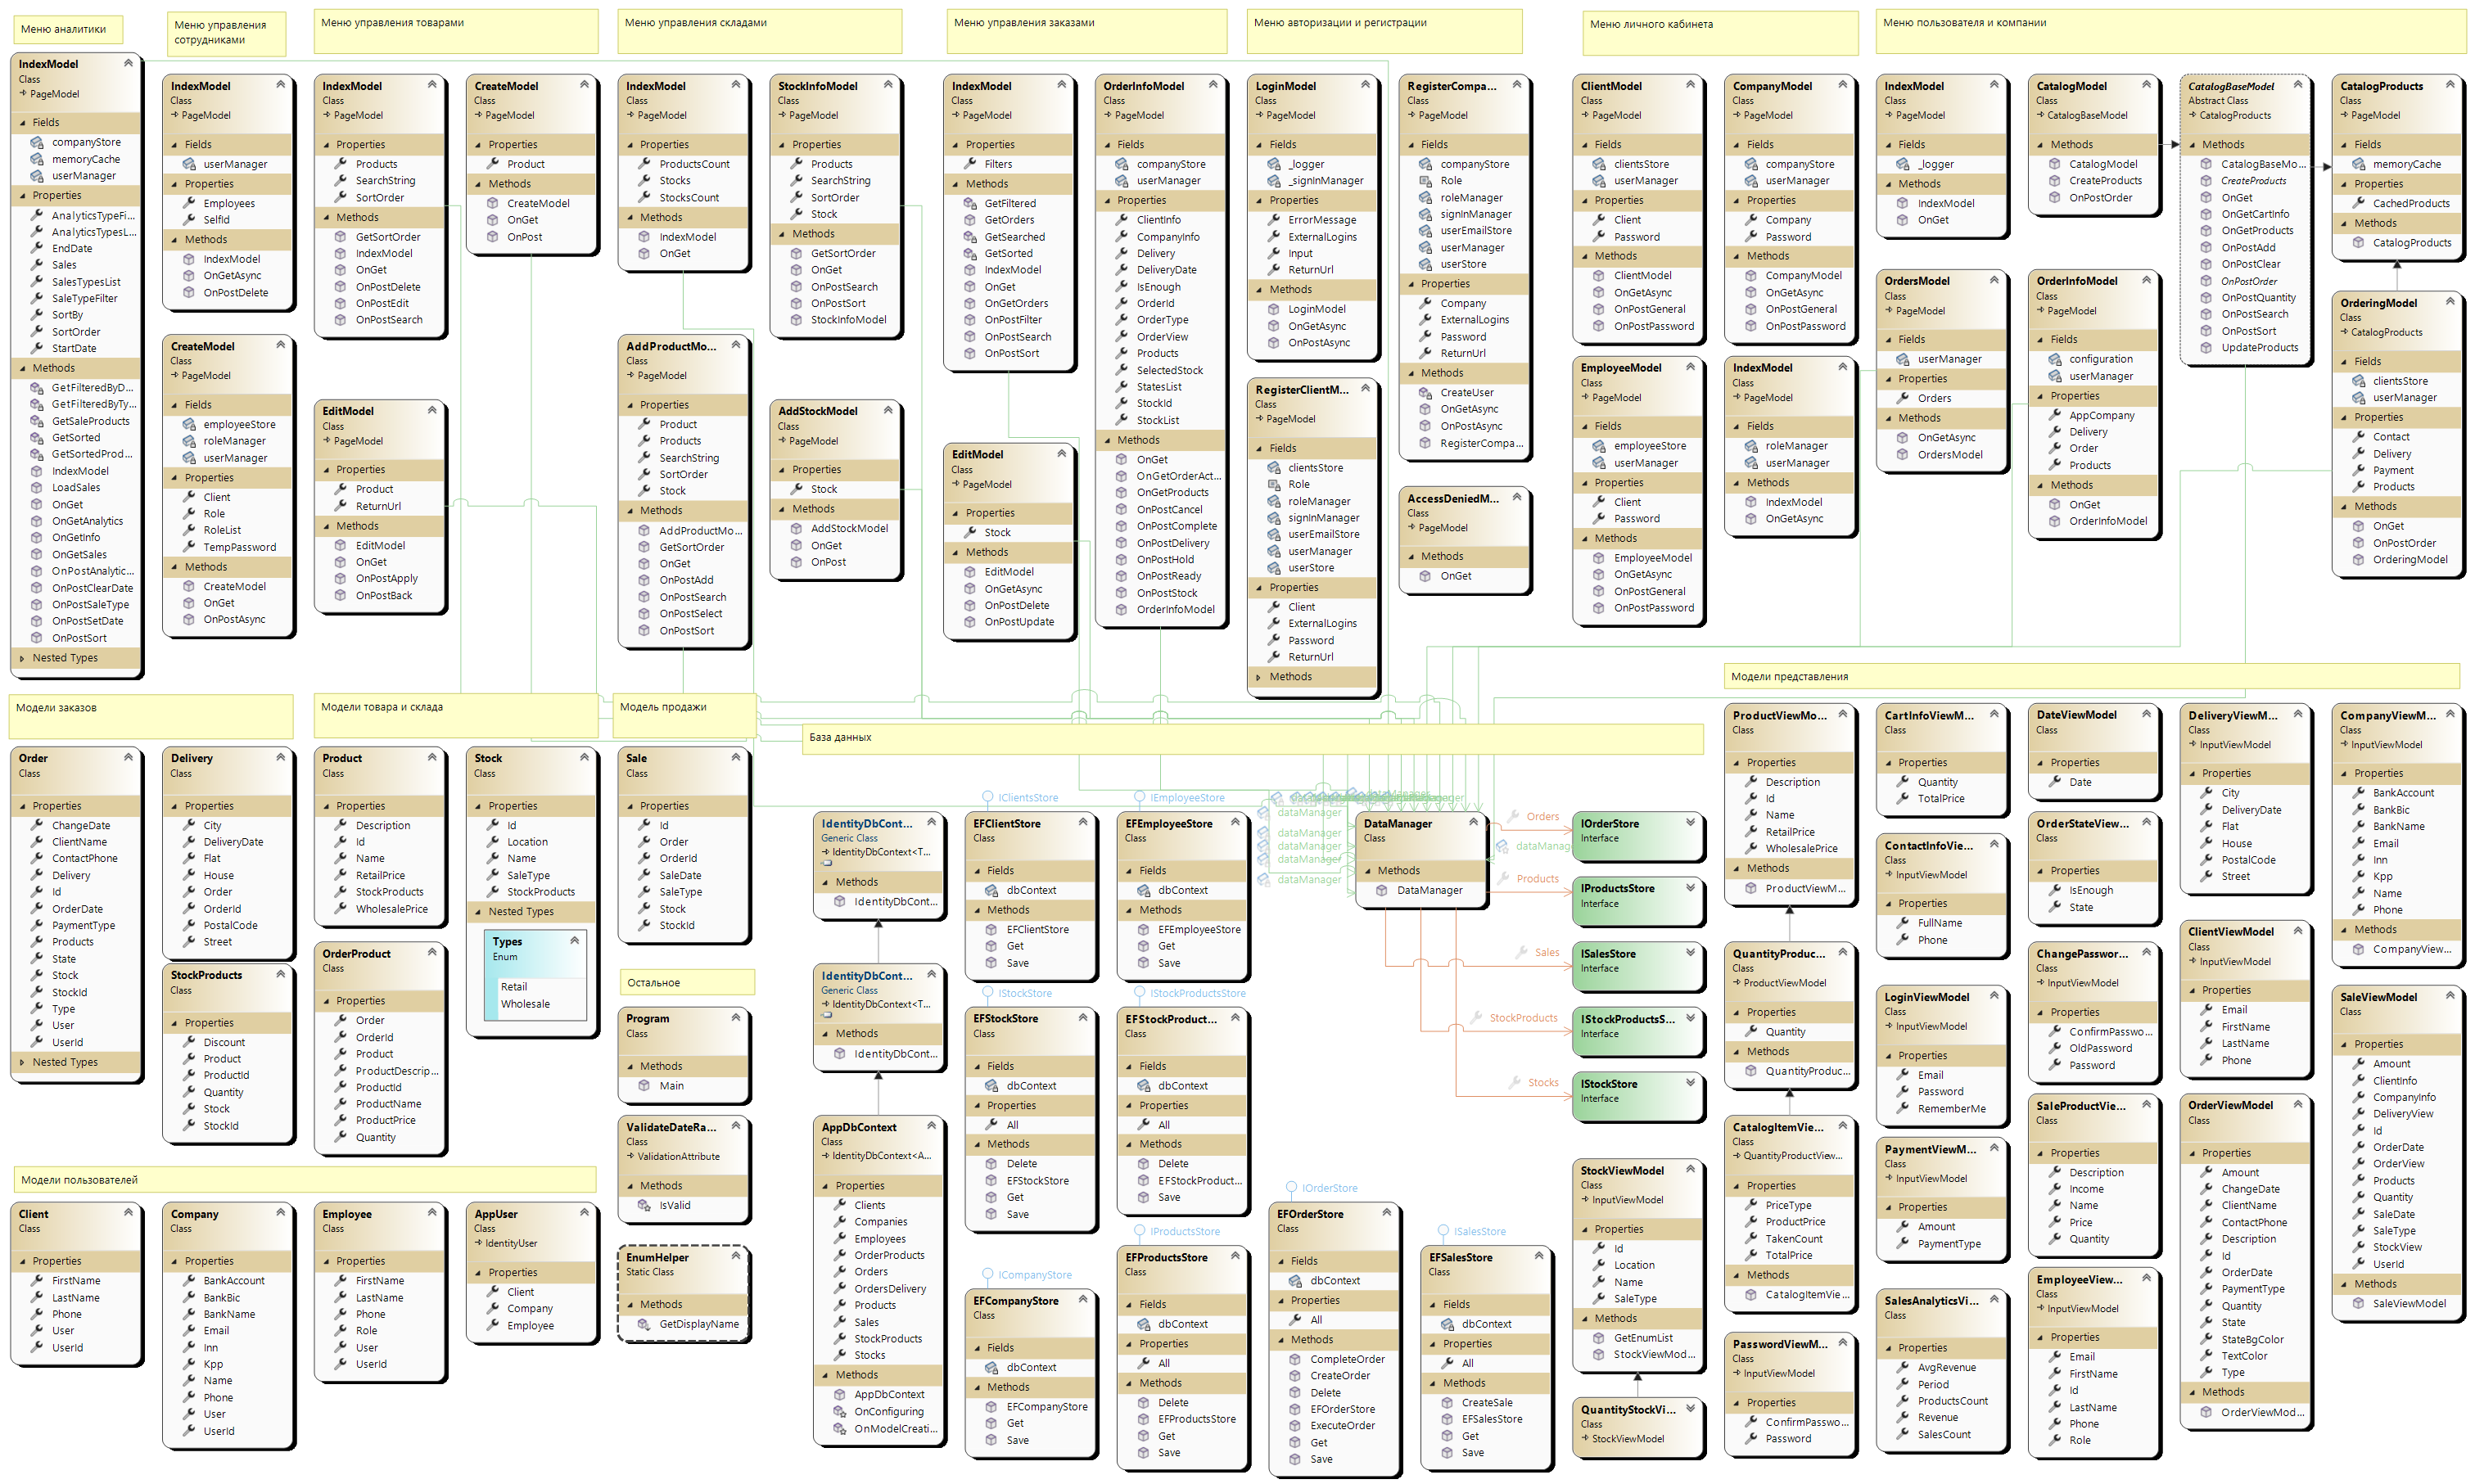 Меню аналитики
IndexModel
Class
PageModel
Fields
companyStore
memoryCache
userManager
Properties
AnalyticsTypeFi...
AnalyticsTypesL...
EndDate
Sales
SalesTypesList
SaleTypeFilter
SortBy
SortOrder
StartDate
Methods
GetFilteredByD...
GetFilteredByTy...
GetSaleProducts
GetSorted
GetSortedProd...
IndexModel
LoadSales
OnGet
OnGetAnalytics
OnGetInfo
OnGetSales
OnPostAnalytic...
OnPostClearDate
OnPostSaleType
OnPostSetDate
OnPostSort
Nested Types
Меню управления
сотрудниками
IndexModel
Class
PageModel
Fields
userManager
Properties
Employees
SelfId
Methods
IndexModel
OnGetAsync
OnPostDelete
CreateModel
Class
PageModel
Fields
employeeStore
roleManager
userManager
Properties
Client
Role
RoleList
TempPassword
Methods
CreateModel
OnGet
OnPostAsync
Меню управления товарами
IndexModel
Class
PageModel
Properties
Products
SearchString
SortOrder
Methods
GetSortOrder
IndexModel
OnGet
OnPostDelete
OnPostEdit
OnPostSearch
EditModel
Class
PageModel
Properties
Product
ReturnUrl
Methods
EditModel
OnGet
OnPostApply
OnPostBack
CreateModel
Class
PageModel
Properties
Product
Methods
CreateModel
OnGet
OnPost
Меню управления складами
IndexModel
Class
PageModel
Properties
ProductsCount
Stocks
StocksCount
Methods
IndexModel
OnGet
AddProductMo...
Class
PageModel
Properties
Product
Products
SearchString
SortOrder
Stock
Methods
AddProductMo...
GetSortOrder
OnGet
OnPostAdd
OnPostSearch
OnPostSelect
OnPostSort
StockInfoModel
Class
PageModel
Properties
Products
SearchString
SortOrder
Stock
Methods
GetSortOrder
OnGet
OnPostSearch
OnPostSort
StockInfoModel
AddStockModel
Class
PageModel
Properties
Stock
Methods
AddStockModel
OnGet
OnPost
Меню управления заказами
IndexModel
Class
PageModel
Properties
Filters
Methods
GetFiltered
GetOrders
GetSearched
GetSorted
IndexModel
OnGet
OnGetOrders
OnPostFilter
OnPostSearch
OnPostSort
EditModel
Class
PageModel
Properties
Stock
Methods
EditModel
OnGetAsync
OnPostDelete
OnPostUpdate
OrderInfoModel
Class
PageModel
Fields
companyStore
userManager
Properties
ClientInfo
CompanyInfo
Delivery
DeliveryDate
IsEnough
OrderId
OrderType
OrderView
Products
SelectedStock
StatesList
StockId
StockList
Methods
OnGet
OnGetOrderAct...
OnGetProducts
OnPostCancel
OnPostComplete
OnPostDelivery
OnPostHold
OnPostReady
OnPostStock
OrderInfoModel
Меню авторизации и регистрации
LoginModel
Class
PageModel
Fields
_logger
_signInManager
Properties
ErrorMessage
ExternalLogins
Input
ReturnUrl
Methods
LoginModel
OnGetAsync
OnPostAsync
RegisterClientM...
Class
PageModel
Fields
clientsStore
Role
roleManager
signInManager
userEmailStore
userManager
userStore
Properties
Client
ExternalLogins
Password
ReturnUrl
Methods
RegisterCompa...
Class
PageModel
Fields
companyStore
Role
roleManager
signInManager
userEmailStore
userManager
userStore
Properties
Company
ExternalLogins
Password
ReturnUrl
Methods
CreateUser
OnGetAsync
OnPostAsync
RegisterCompa...
AccessDeniedM...
Class
PageModel
Methods
OnGet
Меню личного кабинета
ClientModel
Class
PageModel
Fields
clientsStore
userManager
Properties
Client
Password
Methods
ClientModel
OnGetAsync
OnPostGeneral
OnPostPassword
EmployeeModel
Class
PageModel
Fields
employeeStore
userManager
Properties
Client
Password
Methods
EmployeeModel
OnGetAsync
OnPostGeneral
OnPostPassword
CompanyModel
Class
PageModel
Fields
companyStore
userManager
Properties
Company
Password
Methods
CompanyModel
OnGetAsync
OnPostGeneral
OnPostPassword
IndexModel
Class
PageModel
Fields
roleManager
userManager
Methods
IndexModel
OnGetAsync
Меню пользователя и компании
IndexModel
Class
PageModel
Fields
_logger
Methods
IndexModel
OnGet
OrdersModel
Class
PageModel
Fields
userManager
Properties
Orders
Methods
OnGetAsync
OrdersModel
CatalogModel
Class
CatalogBaseModel
Methods
CatalogModel
CreateProducts
OnPostOrder
OrderInfoModel
Class
PageModel
Fields
configuration
userManager
Properties
AppCompany
Delivery
Order
Products
Methods
OnGet
OrderInfoModel
CatalogBaseModel
Abstract Class
CatalogProducts
Methods
CatalogBaseMo...
CreateProducts
OnGet
OnGetCartInfo
OnGetProducts
OnPostAdd
OnPostClear
OnPostOrder
OnPostQuantity
OnPostSearch
OnPostSort
UpdateProducts
CatalogProducts
Class
PageModel
Fields
memoryCache
Properties
CachedProducts
Methods
CatalogProducts
OrderingModel
Class
CatalogProducts
Fields
clientsStore
userManager
Properties
Contact
Delivery
Payment
Products
Methods
OnGet
OnPostOrder
OrderingModel
Модели заказов
Order
Class
Properties
ChangeDate
ClientName
ContactPhone
Delivery
Id
OrderDate
PaymentType
Products
State
Stock
StockId
Type
User
UserId
Nested Types
Delivery
Class
Properties
City
DeliveryDate
Flat
House
Order
OrderId
PostalCode
Street
StockProducts
Class
Properties
Discount
Product
ProductId
Quantity
Stock
StockId
Модели товара и склада
Product
Class
Properties
Description
Id
Name
RetailPrice
StockProducts
WholesalePrice
OrderProduct
Class
Properties
Order
OrderId
Product
ProductDescrip...
ProductId
ProductName
ProductPrice
Quantity
Stock
Class
Properties
Id
Location
Name
SaleType
StockProducts
Nested Types
Types
Enum
Retail
Wholesale
Модель продажи
Sale
Class
Properties
Id
Order
OrderId
SaleDate
SaleType
Stock
StockId
Остальное
Program
Class
Methods
Main
ValidateDateRa...
Class
ValidationAttribute
Methods
IsValid
EnumHelper
Static Class
Methods
GetDisplayName
Модели пользователей
Client
Class
Properties
FirstName
LastName
Phone
User
UserId
Company
Class
Properties
BankAccount
BankBic
BankName
Email
Inn
Kpp
Name
Phone
User
UserId
Employee
Class
Properties
FirstName
LastName
Phone
Role
User
UserId
AppUser
Class
IdentityUser
Properties
Client
Company
Employee
База данных
IdentityDbCont...
Generic Class
IdentityDbContext<T...
Methods
IdentityDbCont...
IdentityDbCont...
Generic Class
IdentityDbContext<T...
Methods
IdentityDbCont...
AppDbContext
Class
IdentityDbContext<A...
Properties
Clients
Companies
Employees
OrderProducts
Orders
OrdersDelivery
Products
Sales
StockProducts
Stocks
Methods
AppDbContext
OnConfiguring
OnModelCreati...
IClientsStore
EFClientStore
Class
Fields
dbContext
Methods
EFClientStore
Get
Save
IStockStore
EFStockStore
Class
Fields
dbContext
Properties
All
Methods
Delete
EFStockStore
Get
Save
ICompanyStore
EFCompanyStore
Class
Fields
dbContext
Methods
EFCompanyStore
Get
Save
IEmployeeStore
EFEmployeeStore
Class
Fields
dbContext
Methods
EFEmployeeStore
Get
Save
IStockProductsStore
EFStockProduct...
Class
Fields
dbContext
Properties
All
Methods
Delete
EFStockProduct...
Save
IProductsStore
EFProductsStore
Class
Fields
dbContext
Properties
All
Methods
Delete
EFProductsStore
Get
Save
IOrderStore
EFOrderStore
Class
Fields
dbContext
Properties
All
Methods
CompleteOrder
CreateOrder
Delete
EFOrderStore
ExecuteOrder
Get
Save
ISalesStore
EFSalesStore
Class
Fields
dbContext
Properties
All
Methods
CreateSale
EFSalesStore
Get
Save
dataManager
dataManager
dataManager
dataManager
dataManager
DataManager
Class
Methods
DataManager
Orders
dataManag
Products
Sales
StockProducts
Stocks
IOrderStore
Interface
IProductsStore
Interface
ISalesStore
Interface
IStockProductsS...
Interface
IStockStore
Interface
StockViewModel
Class
InputViewModel
Properties
Id
Location
Name
SaleType
Methods
GetEnumList
StockViewMod...
QuantityStockVi...
Class
StockViewModel
Модели представления
ProductViewMo...
Class
Properties
Description
Id
Name
RetailPrice
WholesalePrice
Methods
ProductViewM...
QuantityProduc...
Class
ProductViewModel
Properties
Quantity
Methods
QuantityProduc...
CatalogItemVie...
Class
QuantityProductView...
Properties
PriceType
ProductPrice
TakenCount
TotalPrice
Methods
CatalogItemVie...
PasswordViewM...
Class
InputViewModel
Properties
ConfirmPasswo...
Password
CartInfoViewM...
Class
Properties
Quantity
TotalPrice
ContactInfoVie...
Class
InputViewModel
Properties
FullName
Phone
LoginViewModel
Class
InputViewModel
Properties
Email
Password
RememberMe
PaymentViewM...
Class
InputViewModel
Properties
Amount
PaymentType
SalesAnalyticsVi...
Class
Properties
AvgRevenue
Period
ProductsCount
Revenue
SalesCount
DateViewModel
Class
Properties
Date
OrderStateView...
Class
Properties
IsEnough
State
ChangePasswor...
Class
InputViewModel
Properties
ConfirmPasswo...
OldPassword
Password
SaleProductVie...
Class
Properties
Description
Income
Name
Price
Quantity
EmployeeView...
Class
InputViewModel
Properties
Email
FirstName
Id
LastName
Phone
Role
DeliveryViewM...
Class
InputViewModel
Properties
City
DeliveryDate
Flat
House
PostalCode
Street
ClientViewModel
Class
InputViewModel
Properties
Email
FirstName
LastName
Phone
OrderViewModel
Class
Properties
Amount
ChangeDate
ClientName
ContactPhone
Description
Id
OrderDate
PaymentType
Quantity
State
StateBgColor
TextColor
Type
Methods
OrderViewMod...
CompanyViewM...
Class
InputViewModel
Properties
BankAccount
BankBic
BankName
Email
Inn
Kpp
Name
Phone
Methods
CompanyView...
SaleViewModel
Class
Properties
Amount
ClientInfo
CompanyInfo
DeliveryView
Id
OrderDate
OrderView
Products
Quantity
SaleDate
SaleType
StockView
UserId
Methods
SaleViewModel